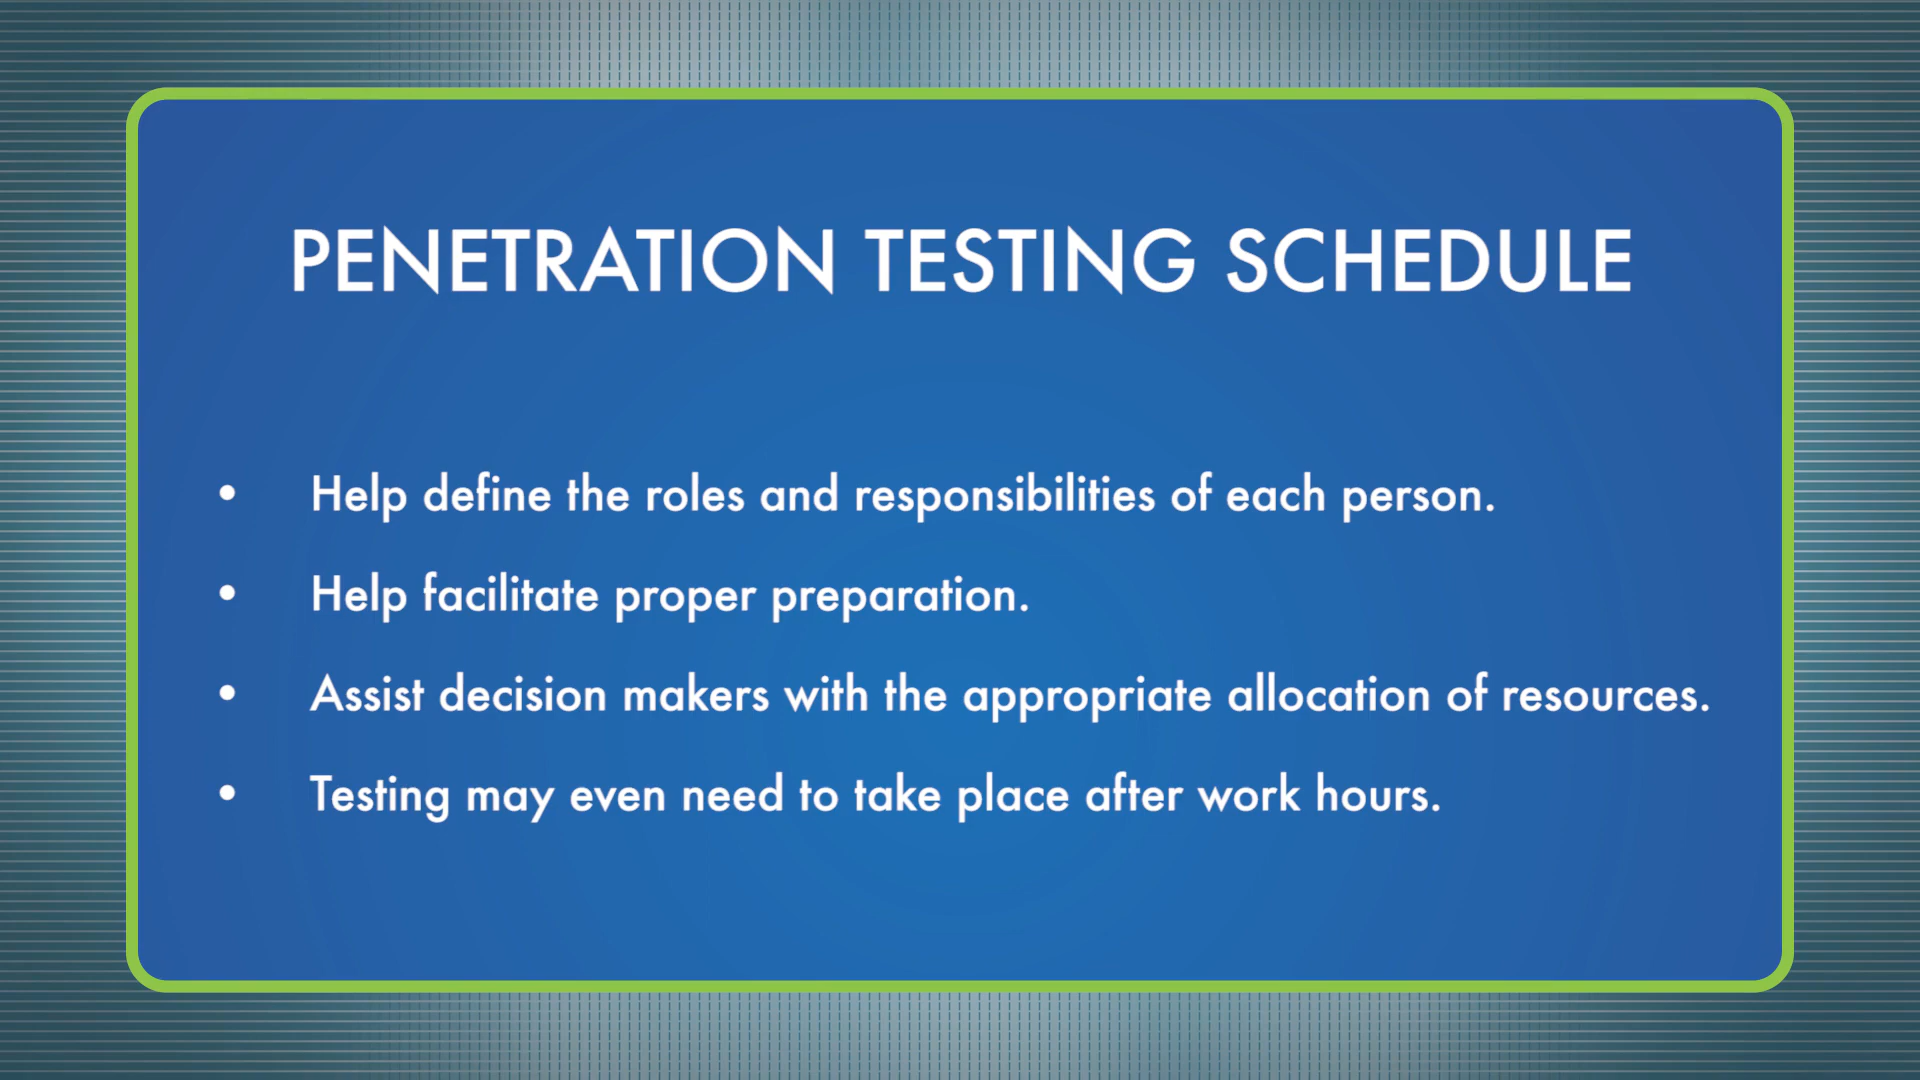 PENETRATION TESTING SCHEDULE
• Help define the roles and responsibilities of each person.
• Help facilitate proper preparation.
• Assist decision makers with the appropriate allocation of resources.
• Testing may even need to take place after work hours.